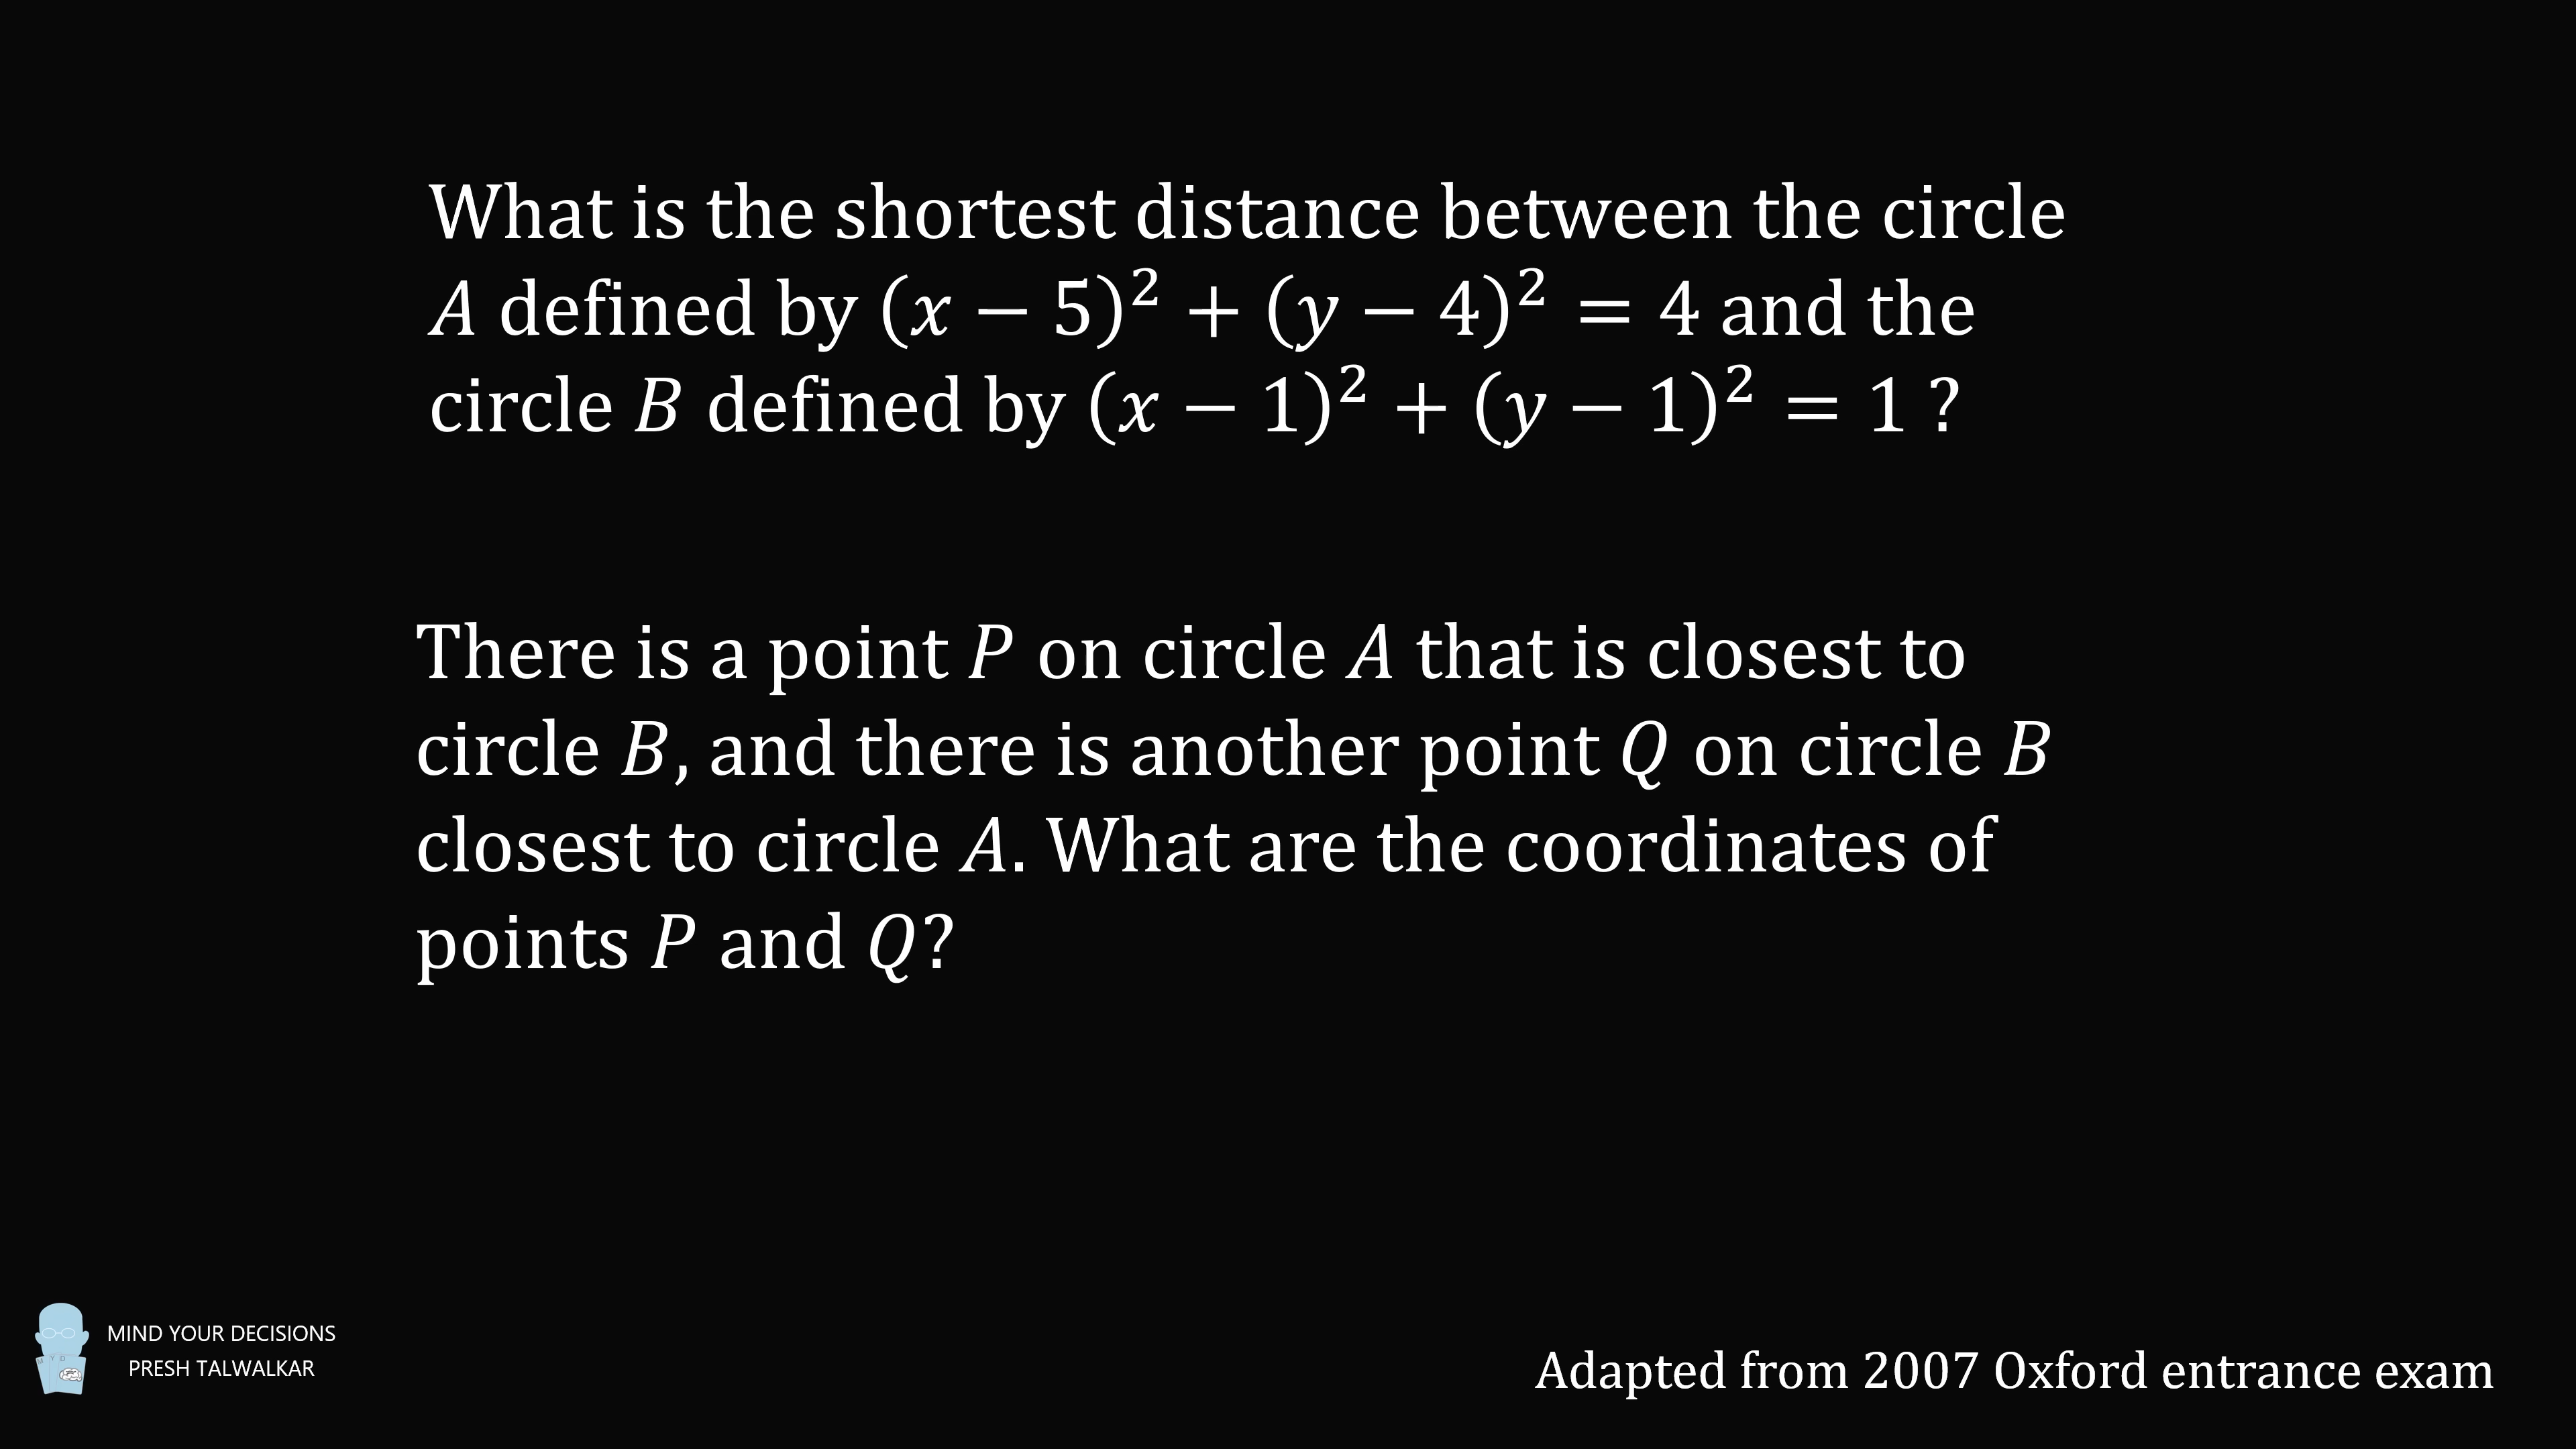 What is the shortest distance between the circle
A defined by (x − 5)² + (y − 4)² = 4 and the
circle B defined by (x − 1)² + (y − 1)² = 1 ?
There is a point P on circle A that is closest to
circle B, and there is another point Q on circle B
closest to circle A. What are the coordinates of
points P and Q?
M Y D
MIND YOUR DECISIONS
PRESH TALWALKAR
Adapted from 2007 Oxford entrance exam